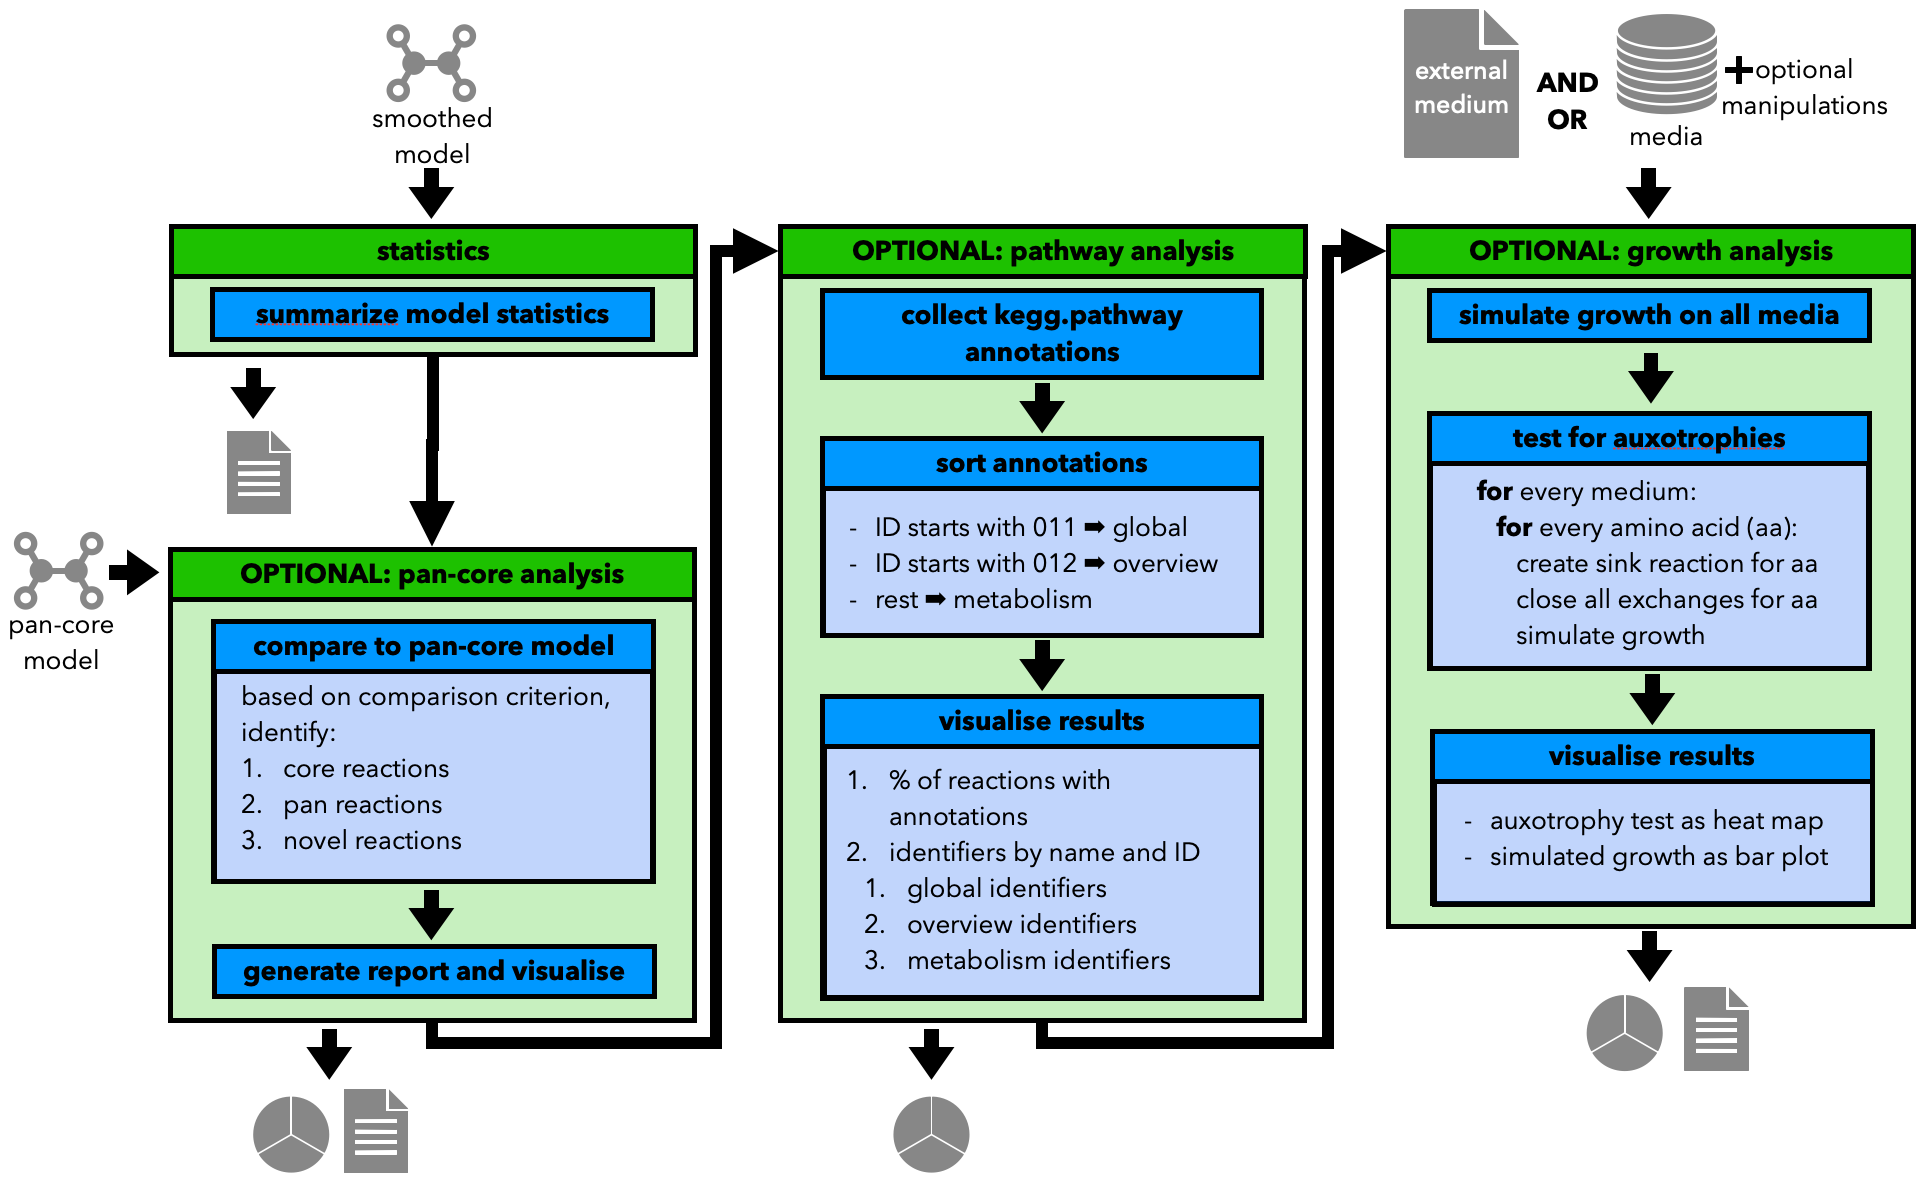 smoothed
model
statistics
summarize model statistics
pan-core
model
OPTIONAL: pan-core analysis
compare to pan-core model
based on comparison criterion,
identify:
1. core reactions
2. pan reactions
3. novel reactions
generate report and visualise
OPTIONAL: pathway analysis
collect kegg.pathway
annotations
sort annotations
- ID starts with 011 ➡ global
- ID starts with 012 ➡ overview
- rest ➡ metabolism
visualise results
1. % of reactions with
annotations
2. identifiers by name and ID
1. global identifiers
2. overview identifiers
3. metabolism identifiers
external
medium
AND
OR
media
+optional
manipulations
OPTIONAL: growth analysis
simulate growth on all media
test for auxotrophies
for every medium:
for every amino acid (aa):
create sink reaction for aa
close all exchanges for aa
simulate growth
visualise results
- auxotrophy test as heat map
- simulated growth as bar plot